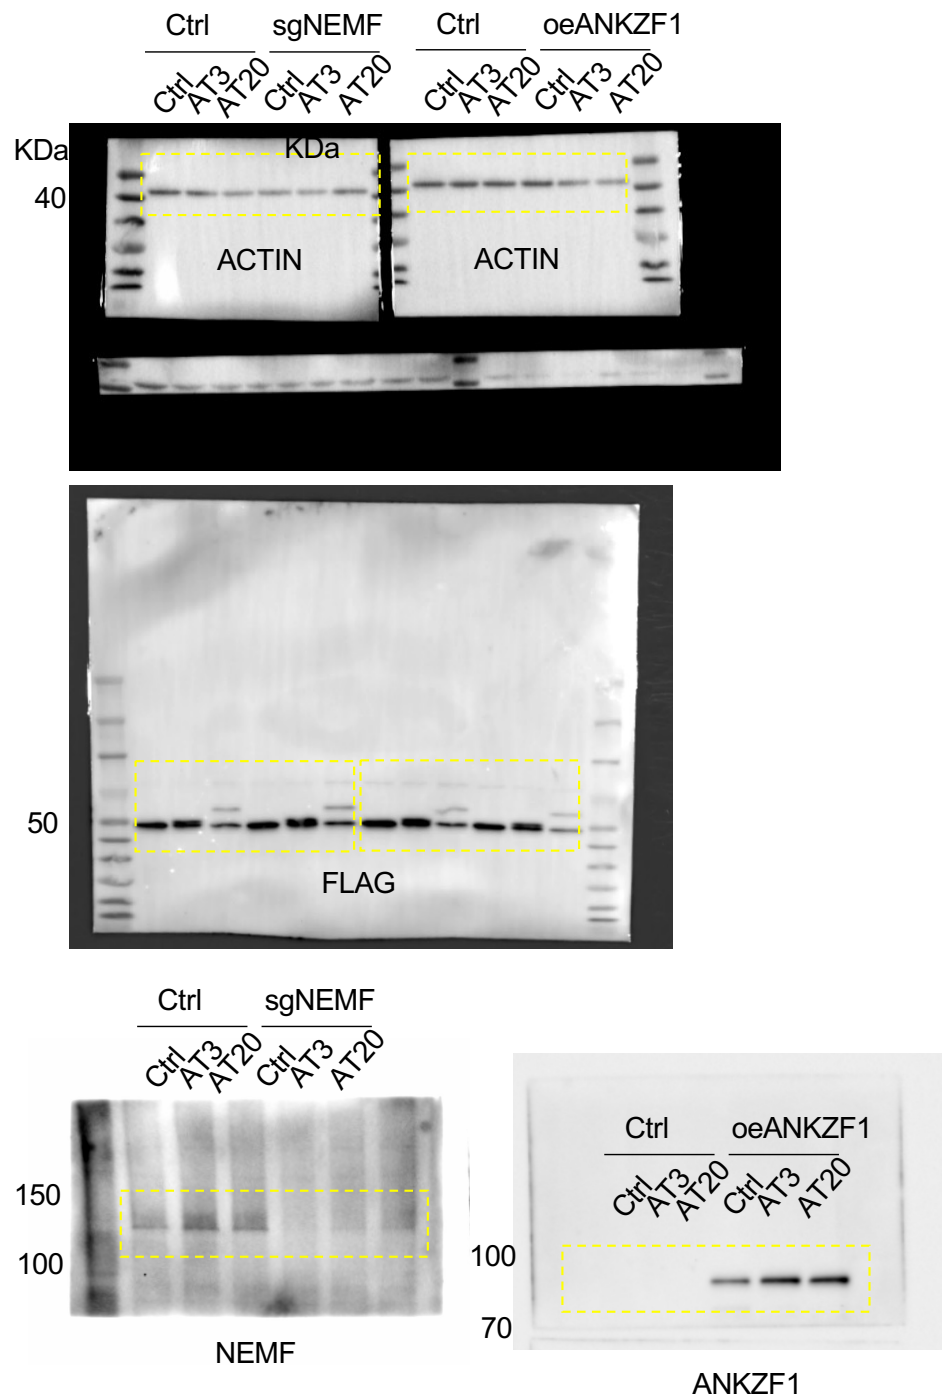 Ctrl sgNEMF Ctrl oeANKZF1
Ctrl AT3 AT20 Ctrl AT3 AT20 Ctrl AT3 AT20 Ctrl AT3 AT20
KDa KDa
40
ACTIN ACTIN
50
FLAG
Ctrl sgNEMF
Ctrl AT3 AT20 Ctrl AT3 AT20
150
100
NEMF
Ctrl oeANKZF1
Ctrl AT3 AT20 Ctrl AT3 AT20
100
70
ANKZF1